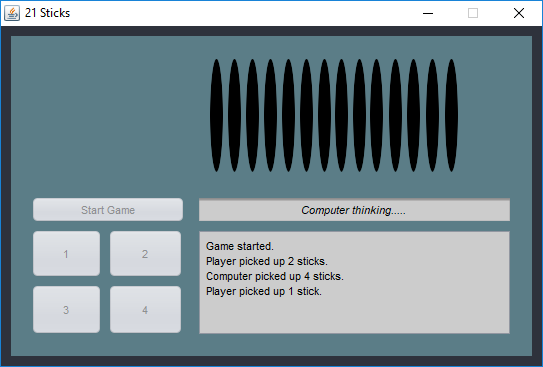 21 Sticks
Start Game
Computer thinking.....
1
2
3
4
Game started.
Player picked up 2 sticks.
Computer picked up 4 sticks.
Player picked up 1 stick.